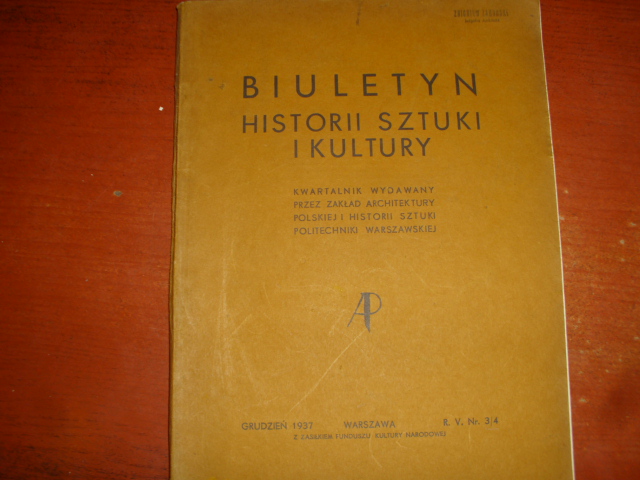 BIULETYN
HISTORII SZTUKI
I KULTURY
KWARTALNIK WYDAWANY
PRZEZ ZAKŁAD ARCHITEKTURY
POLSKIEJ I HISTORII SZTUKI
POLITECHNIKI WARSZAWSKIEJ
AP
GRUDZIEŃ 1937 WARSZAWA R. V. Nr. 3/4
Z ZASIŁKIEM FUNDUSZU KULTURY NARODOWEJ